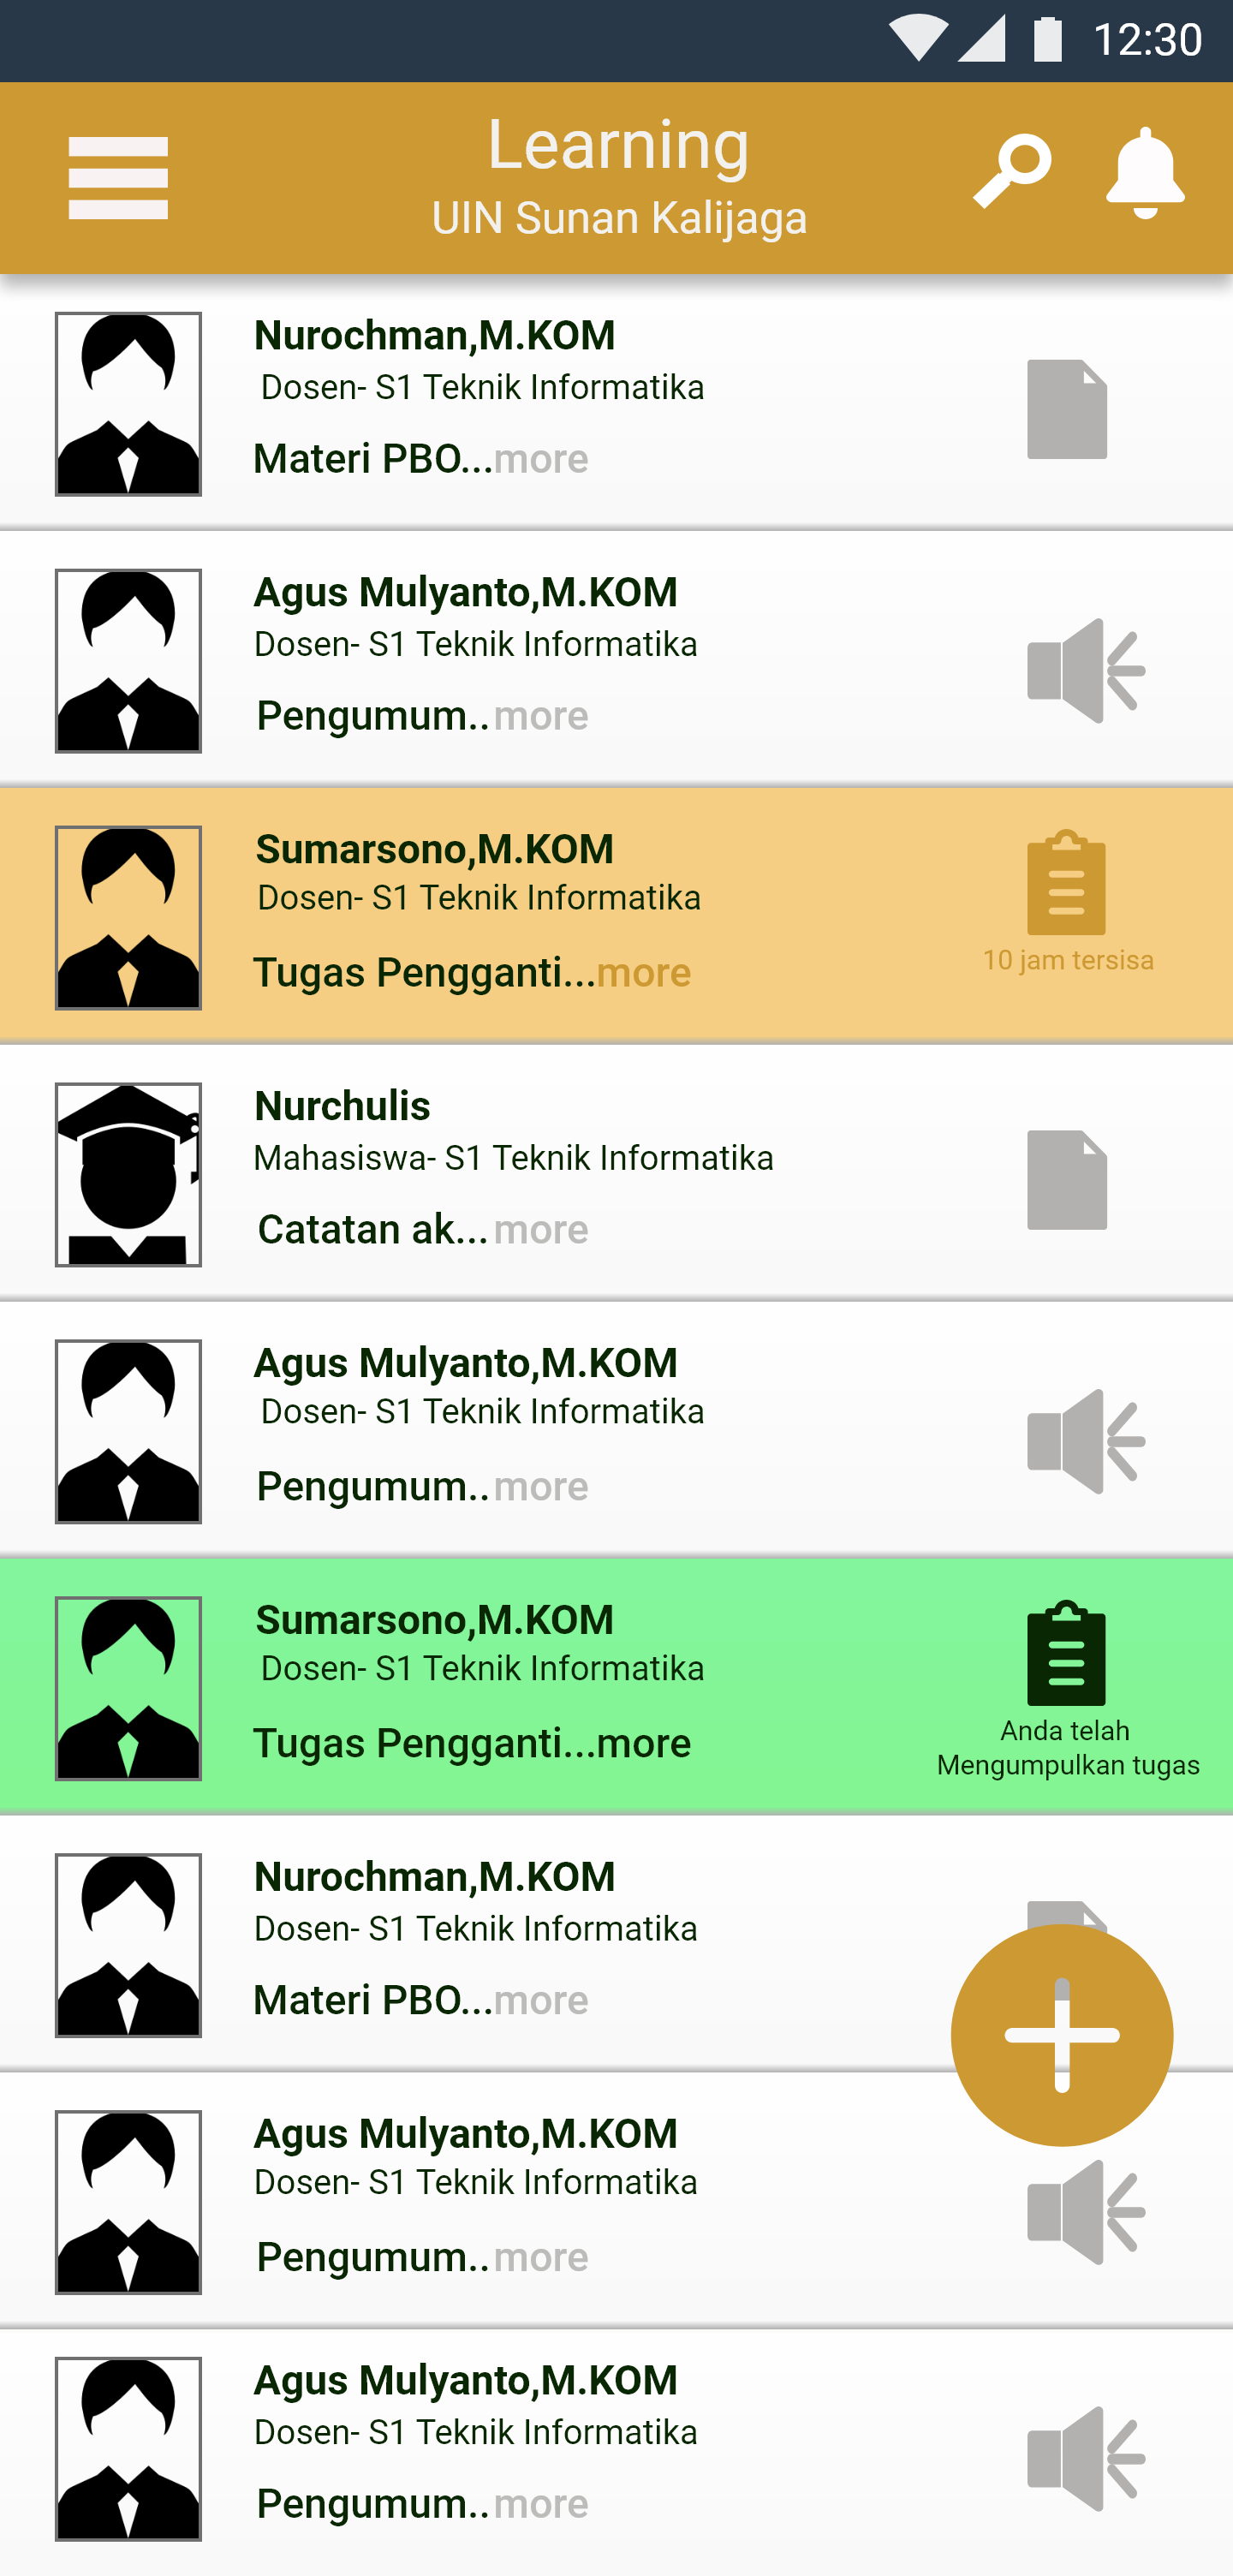 12:30
Learning
UIN Sunan Kalijaga
Nurochman,M.KOM
Dosen- S1 Teknik Informatika
Materi PBO...more
Agus Mulyanto,M.KOM
Dosen- S1 Teknik Informatika
Pengumum..more
Sumarsono,M.KOM
Dosen- S1 Teknik Informatika
10 jam tersisa
Tugas Pengganti...more
Nurchulis
Mahasiswa- S1 Teknik Informatika
Catatan ak...more
Agus Mulyanto,M.KOM
Dosen- S1 Teknik Informatika
Pengumum..more
Sumarsono,M.KOM
Dosen- S1 Teknik Informatika
Tugas Pengganti...more
Anda telah
Mengumpulkan tugas
Nurochman,M.KOM
Dosen- S1 Teknik Informatika
Materi PBO...more
Agus Mulyanto,M.KOM
Dosen- S1 Teknik Informatika
Pengumum..more
Agus Mulyanto,M.KOM
Dosen- S1 Teknik Informatika
Pengumum..more